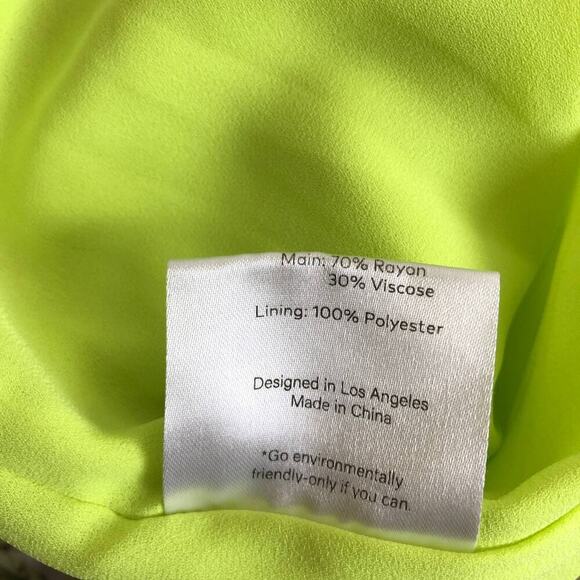 Main: 70% Rayon
30% Viscose
Lining: 100% Polyester
Designed in Los Angeles
Made in China
*Go environmentally
friendly-only if you can.